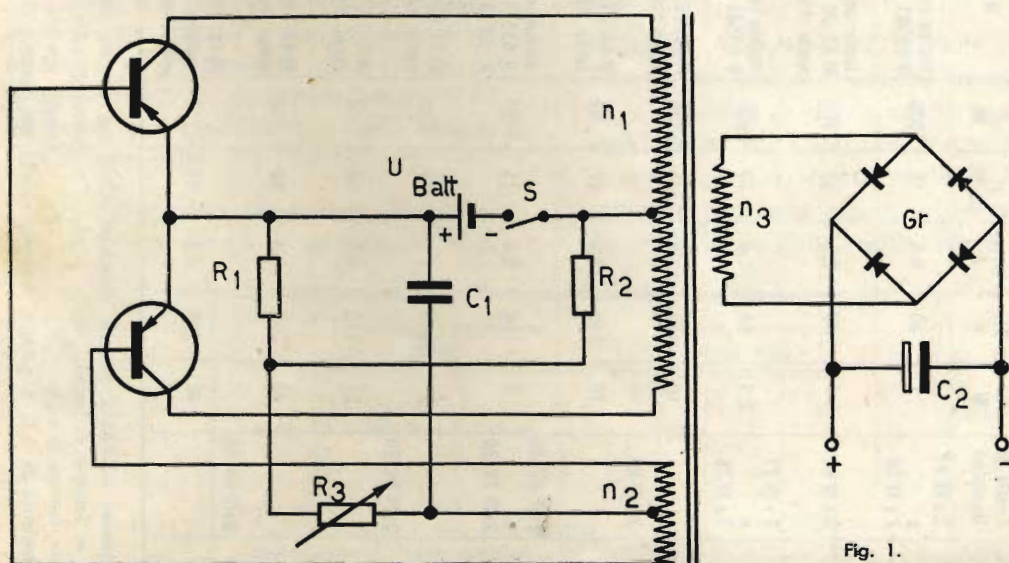 n1
U
Batt
S
+
-
R1
C1
R2
n3
Gr
C2
R3
n2
+
-
Fig. 1.